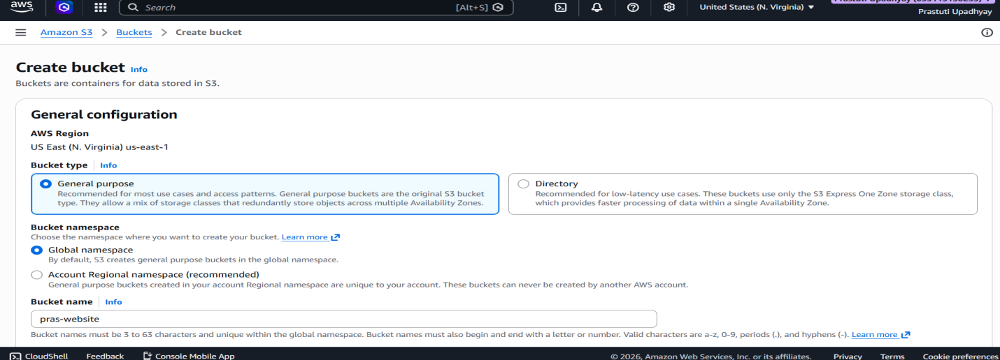 aws
Search [Alt+S]
United States (N. Virginia)
Prastuti Upadhyay
Amazon S3 > Buckets > Create bucket
Create bucket Info
Buckets are containers for data stored in S3.
General configuration
AWS Region
US East (N. Virginia) us-east-1
Bucket type Info
General purpose
Recommended for most use cases and access patterns. General purpose buckets are the original S3 bucket
type. They allow a mix of storage classes that redundantly store objects across multiple Availability Zones.
Directory
Recommended for low-latency use cases. These buckets use only the S3 Express One Zone storage class,
which provides faster processing of data within a single Availability Zone.
Bucket namespace
Choose the namespace where you want to create your bucket. Learn more
Global namespace
By default, S3 creates general purpose buckets in the global namespace.
Account Regional namespace (recommended)
General purpose buckets created in your account Regional namespace are unique to your account. These buckets can never be created by another AWS account.
Bucket name Info
pras-website
Bucket names must be 3 to 63 characters and unique within the global namespace. Bucket names must also begin and end with a letter or number. Valid characters are a-z, 0-9, periods (.), and hyphens (-). Learn more
CloudShell Feedback Console Mobile App © 2026, Amazon Web Services, Inc. or its affiliates. Privacy Terms Cookie preferences